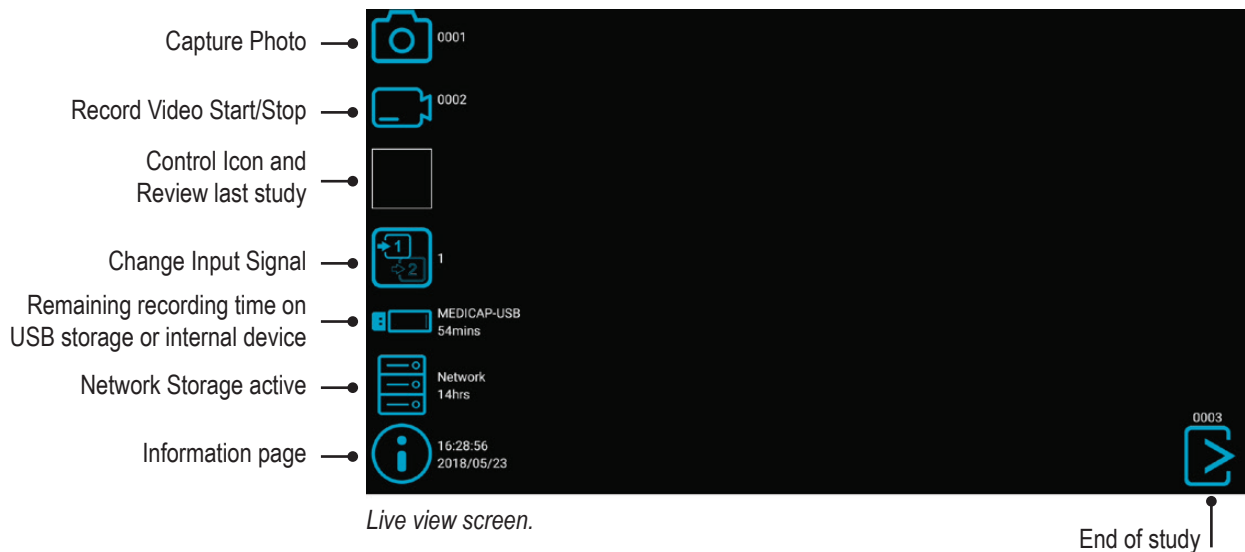 Capture Photo
0001
Record Video Start/Stop
0002
Control Icon and
Review last study
Change Input Signal
1
2
1
Remaining recording time on
USB storage or internal device
MEDICAP-USB
54mins
Network Storage active
Network
14hrs
Information page
16:28:56
2018/05/23
0003
Live view screen.
End of study